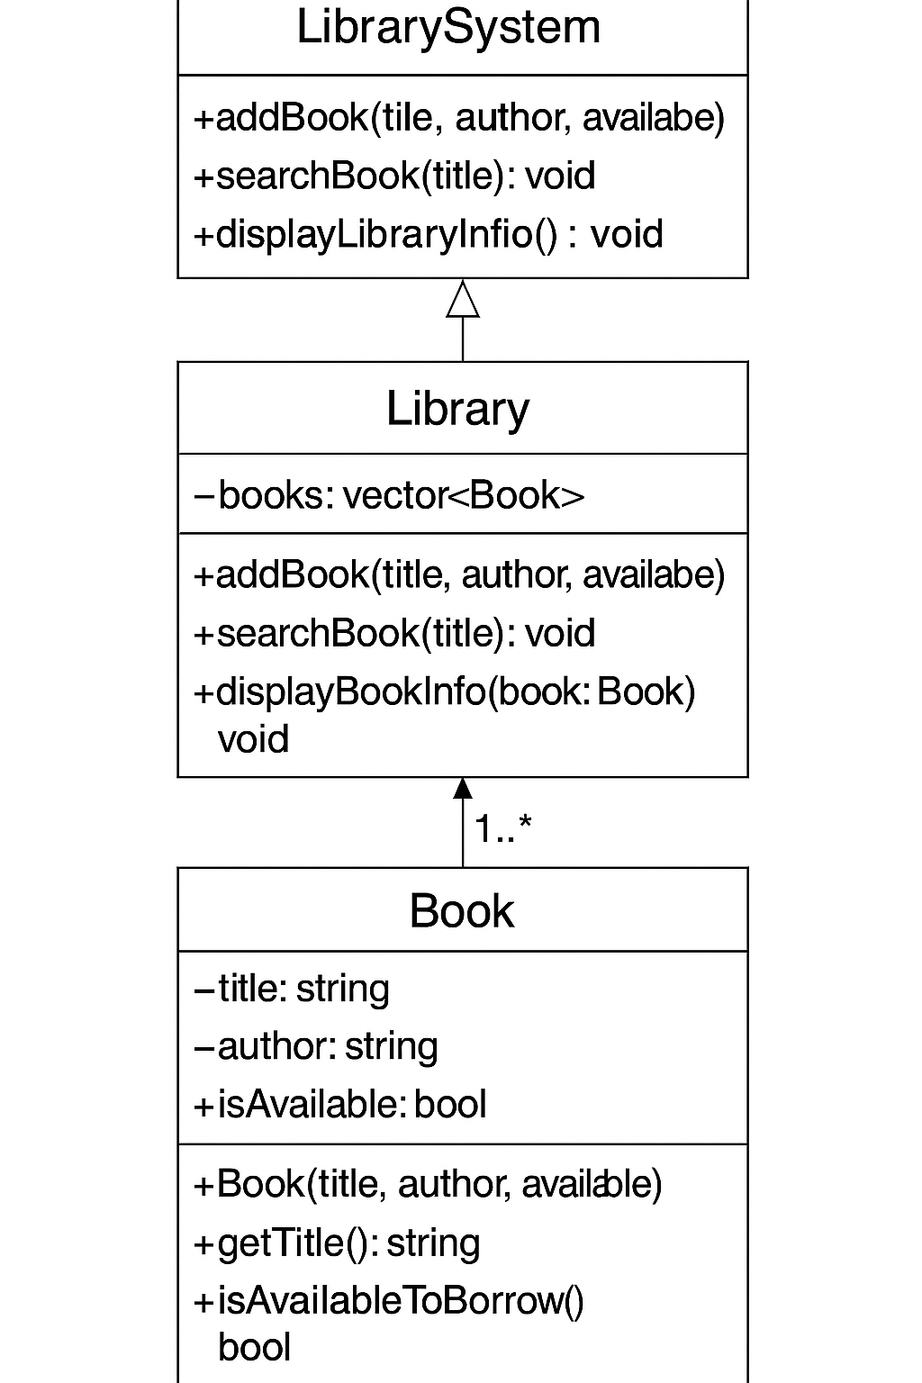 LibrarySystem
+addBook(tile, author, availabe)
+searchBook(title): void
+displayLibraryInfio() : void
Library
−books: vector<Book>
+addBook(title, author, availabe)
+searchBook(title): void
+displayBookInfo(book: Book)
void
1..*
Book
−title: string
−author: string
+isAvailable: bool
+Book(title, author, available)
+getTitle(): string
+isAvailableToBorrow()
bool